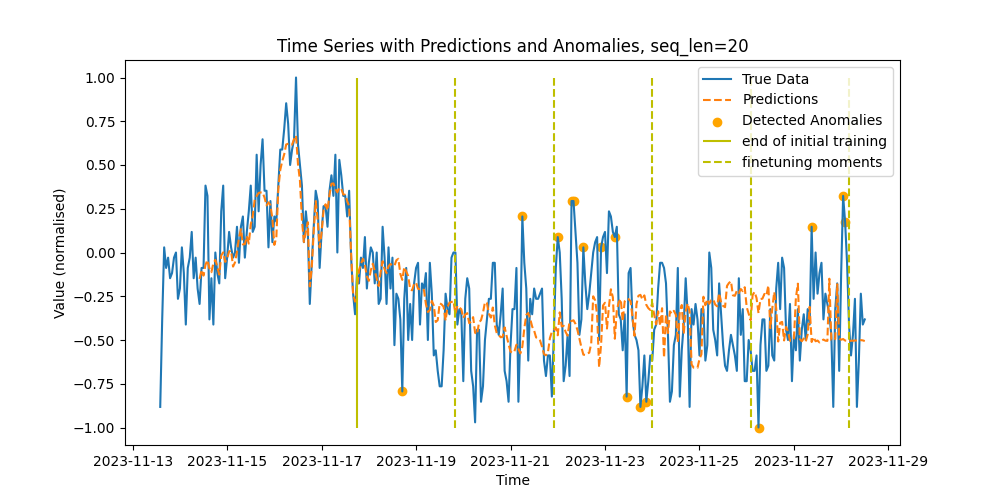 Time Series with Predictions and Anomalies, seq_len=20
True Data
Predictions
Detected Anomalies
end of initial training
finetuning moments
1.00
0.75
0.50
0.25
0.00
−0.25
−0.50
−0.75
−1.00
Value (normalised)
2023-11-13
2023-11-15
2023-11-17
2023-11-19
2023-11-21
2023-11-23
2023-11-25
2023-11-27
2023-11-29
Time